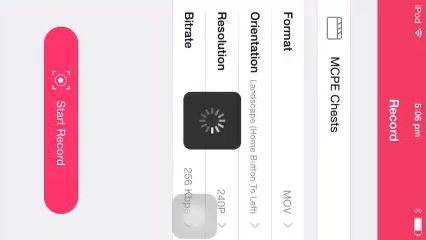 iPod 5:06 pm
Record
MCPE Chests
Format MOV
Orientation Landscape (Home Button To Left)
Resolution 240P
Bitrate 256 Kbps
Start Record